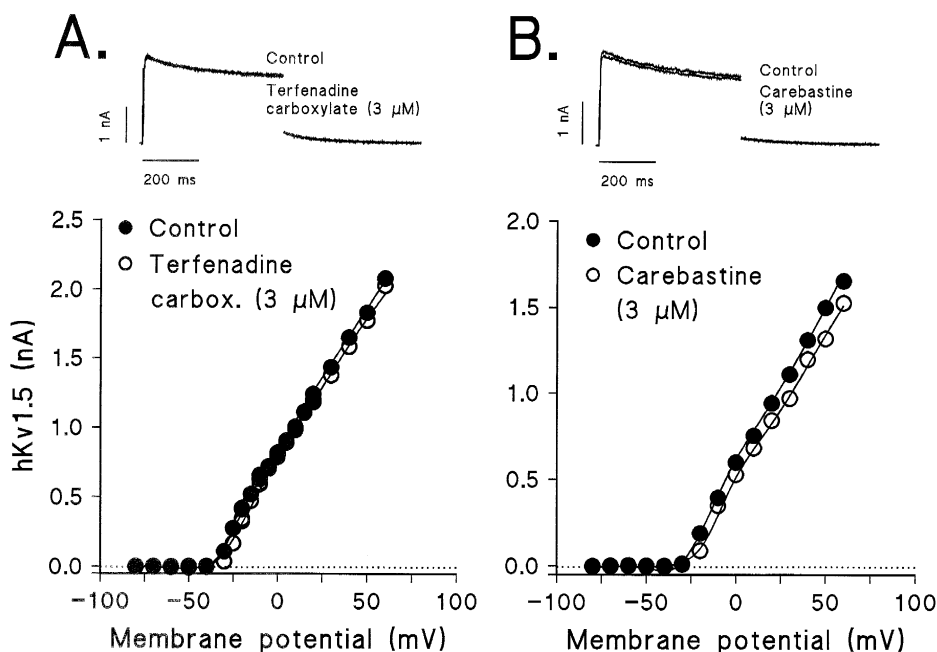 A.
Control
Terfenadine
carboxylate (3 μM)
1 nA
200 ms
B.
Control
Carebastine
(3 μM)
1 nA
200 ms
hKv1.5 (nA)
2.5
2.0
1.5
1.0
0.5
0.0
Control
Terfenadine
carbox. (3 μM)
−100
−50
0
50
100
Membrane potential (mV)
2.0
1.5
1.0
0.5
0.0
Control
Carebastine
(3 μM)
−100
−50
0
50
100
Membrane potential (mV)